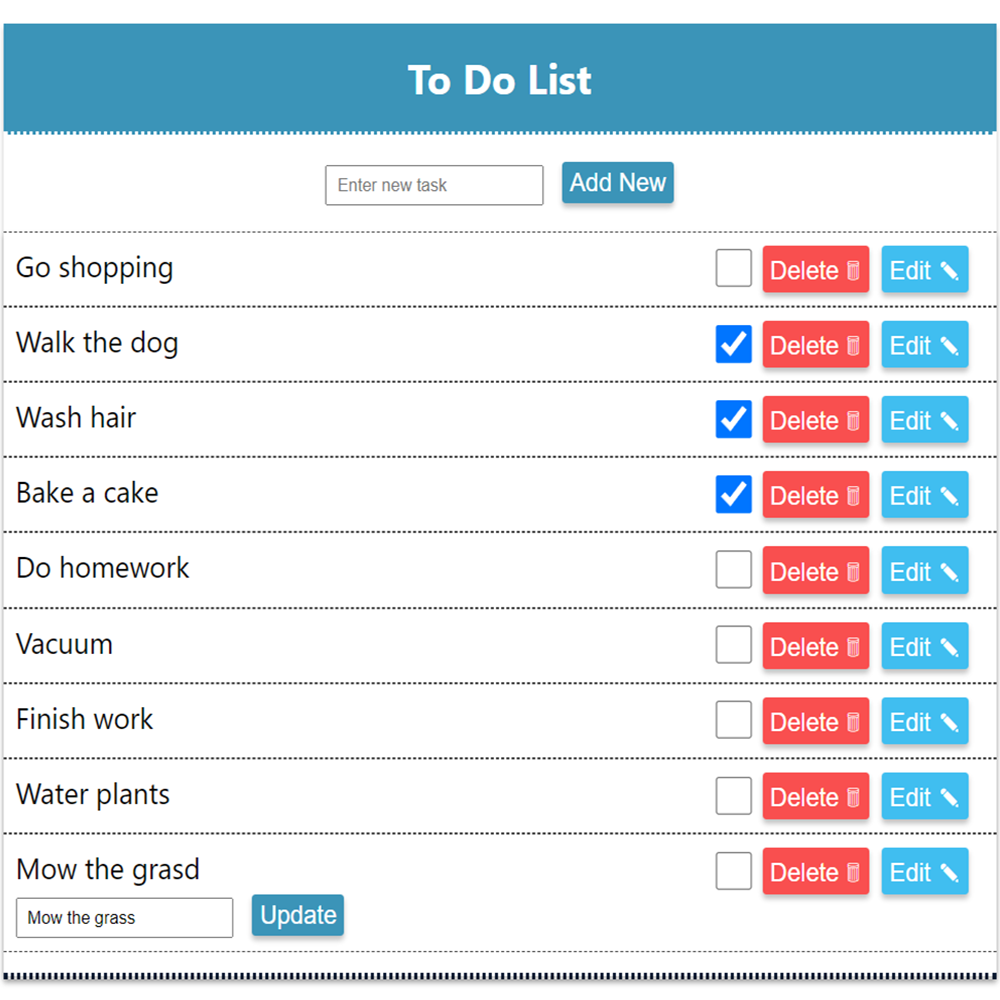 To Do List
Enter new task Add New
Go shopping Delete Edit
Walk the dog Delete Edit
Wash hair Delete Edit
Bake a cake Delete Edit
Do homework Delete Edit
Vacuum Delete Edit
Finish work Delete Edit
Water plants Delete Edit
Mow the grasd Delete Edit
Mow the grass Update